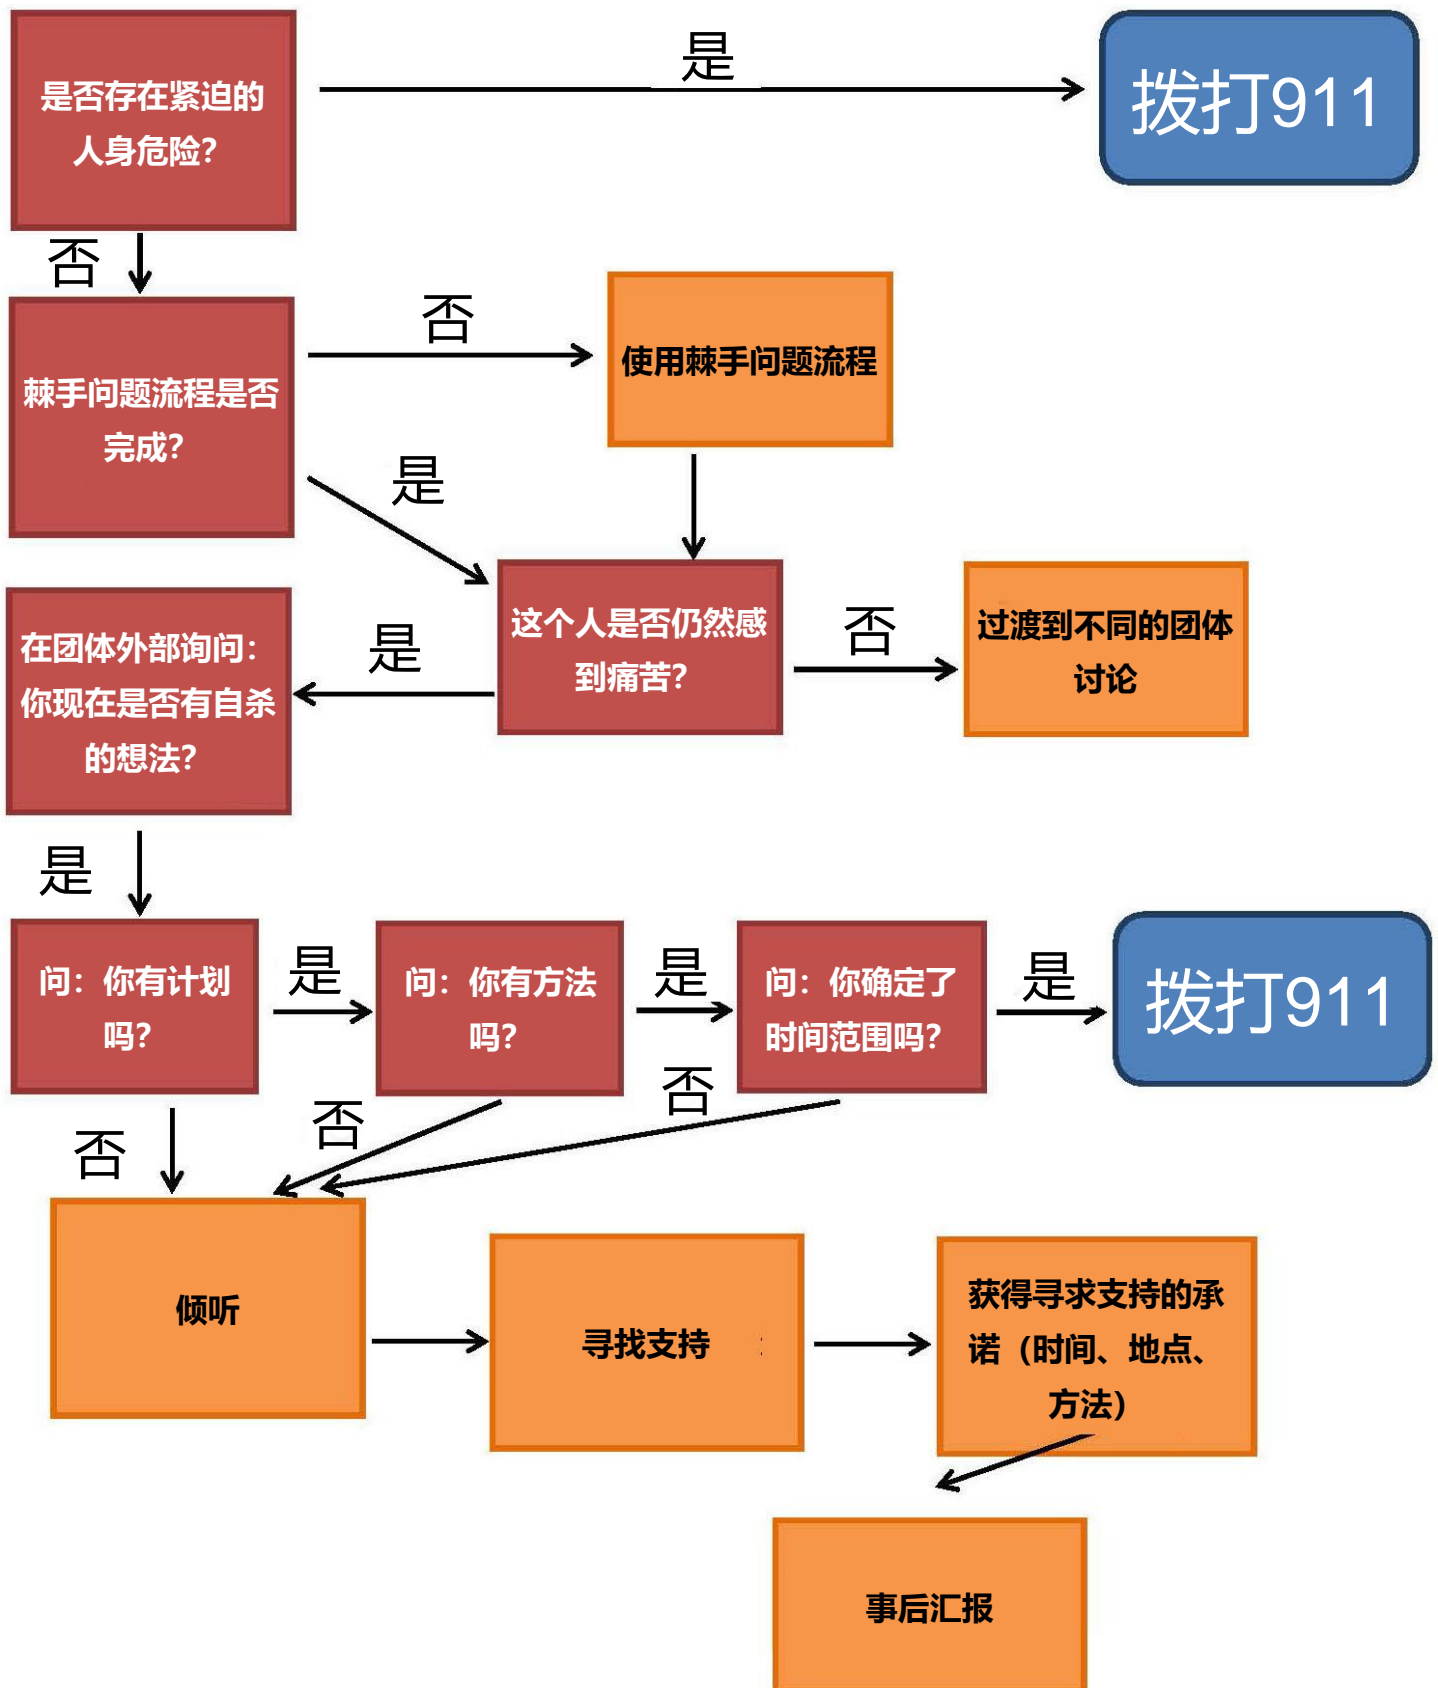 是否存在紧迫的
人身危险？
是
拨打911
否
棘手问题流程是否
完成？
否
使用棘手问题流程
是
在团体外部询问：
你现在是否有自杀
的想法？
是
这个人是否仍然感
到痛苦？
否
过渡到不同的团体
讨论
是
问：你有计划
吗？
是
问：你有方法
吗？
是
问：你确定了
时间范围吗？
是
拨打911
否
否
否
倾听
寻找支持
获得寻求支持的承
诺（时间、地点、
方法）
事后汇报